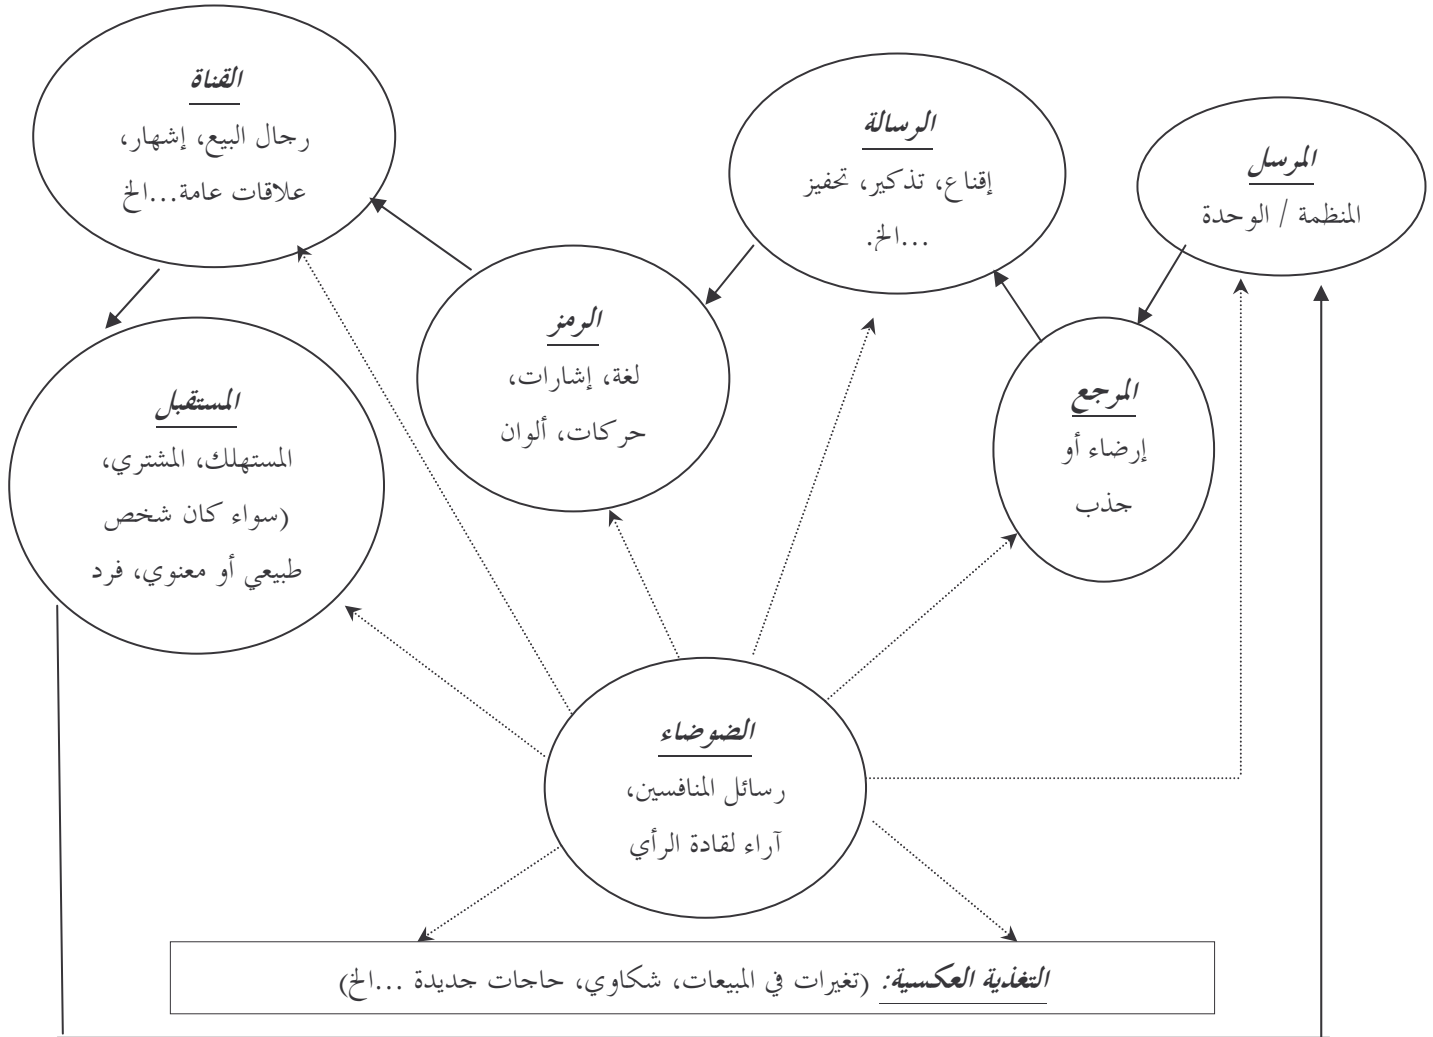 المرسل
المنظمة / الوحدة
المرجع
إرضاء أو
جذب
الرسالة
إقناع، تذكير، تحفيز
...الخ.
الرمز
لغة، إشارات،
حركات، ألوان
القناة
رجال البيع، إشهار،
علاقات عامة...الخ
المستقبل
المستهلك، المشتري،
(سواء كان شخص
طبيعي أو معنوي، فرد
الضوضاء
رسائل المنافسين،
آراء لقادة الرأي
التغذية العكسية: (تغيرات في المبيعات، شكاوي، حاجات جديدة ...الخ)